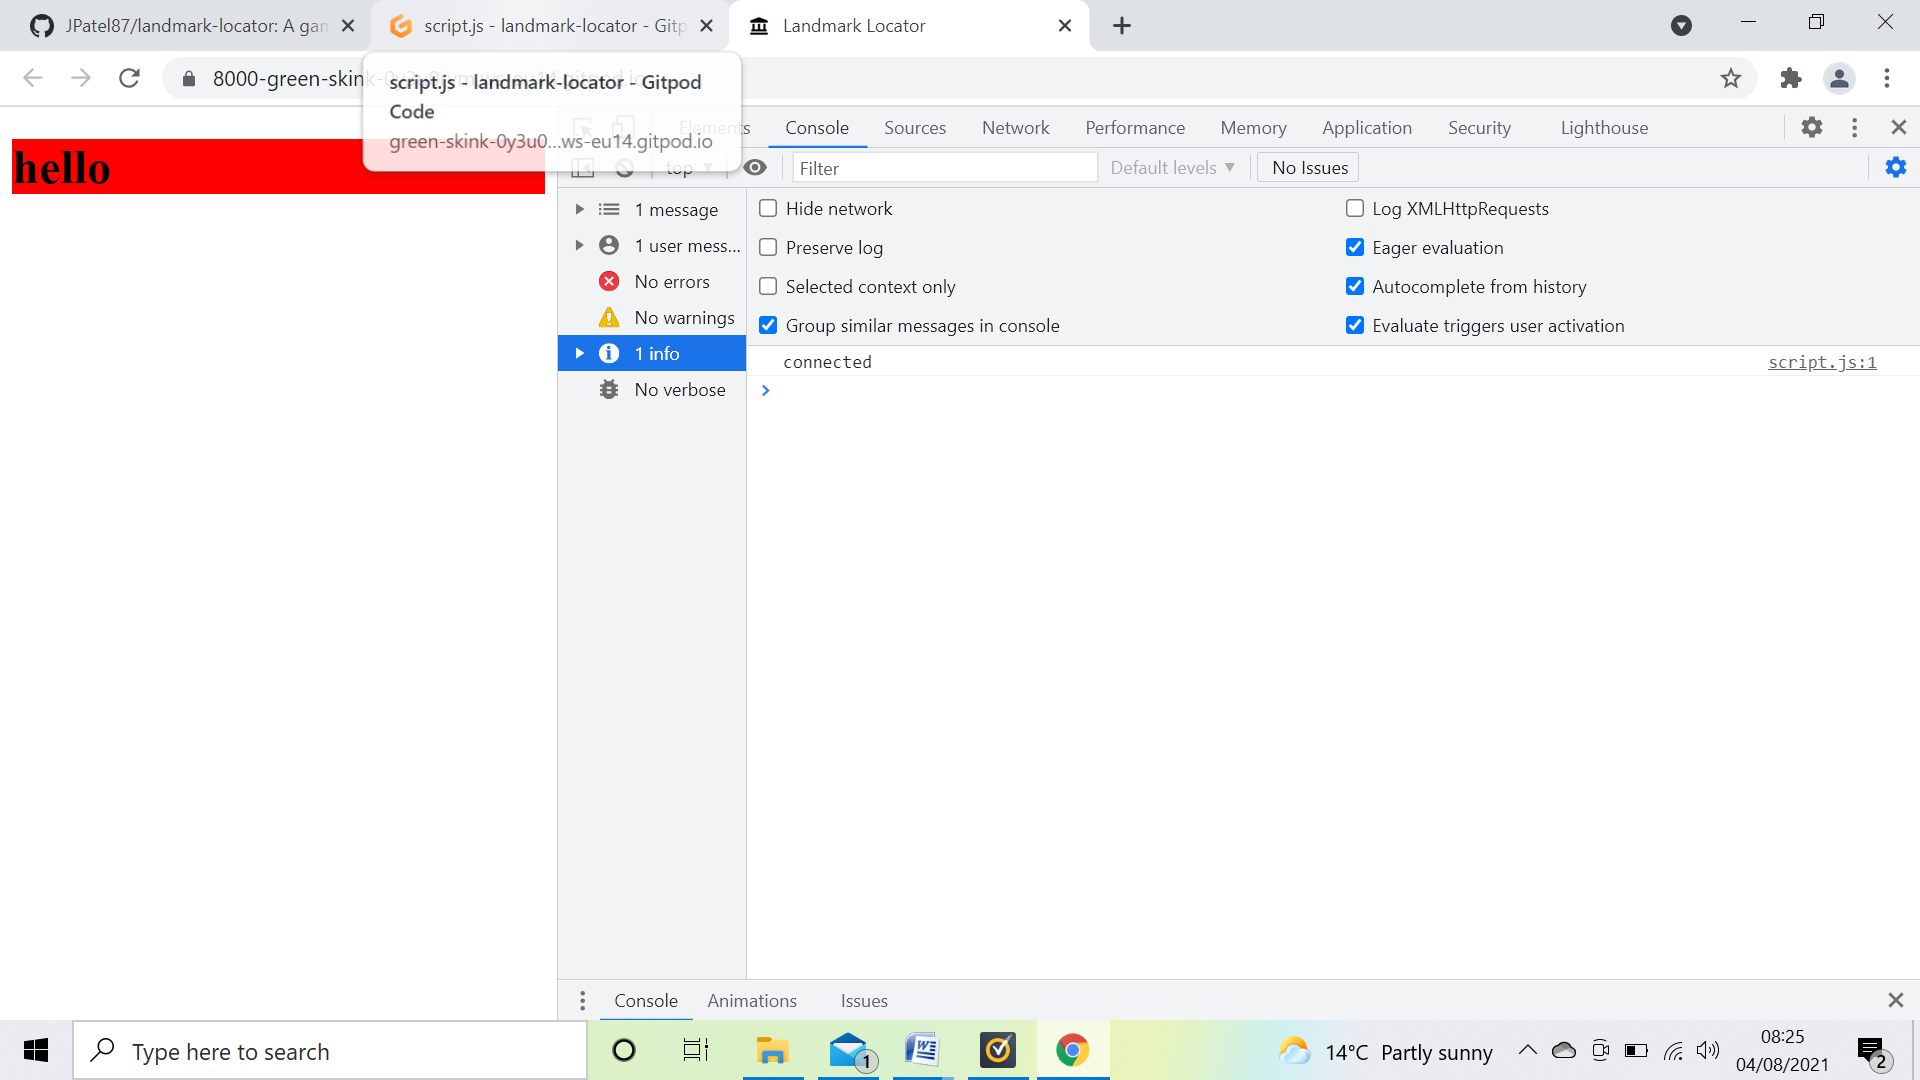 JPatel87/landmark-locator: A gan
script.js - landmark-locator - Gitp
Landmark Locator
8000-green-skink
script.js - landmark-locator - Gitpod
Code
green-skink-0y3u0...ws-eu14.gitpod.io
hello
Elements
Console
Sources
Network
Performance
Memory
Application
Security
Lighthouse
top
Filter
Default levels
No Issues
1 message
1 user mess...
No errors
No warnings
1 info
No verbose
Hide network
Preserve log
Selected context only
Group similar messages in console
Log XMLHttpRequests
Eager evaluation
Autocomplete from history
Evaluate triggers user activation
connected
script.js:1
Console
Animations
Issues
Type here to search
1
14°C Partly sunny
08:25
04/08/2021
2